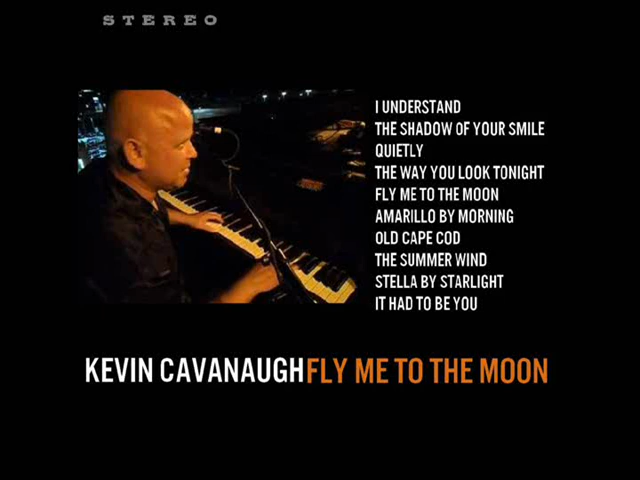 STEREO
I UNDERSTAND
THE SHADOW OF YOUR SMILE
QUIETLY
THE WAY YOU LOOK TONIGHT
FLY ME TO THE MOON
AMARILLO BY MORNING
OLD CAPE COD
THE SUMMER WIND
STELLA BY STARLIGHT
IT HAD TO BE YOU
KEVIN CAVANAUGH FLY ME TO THE MOON